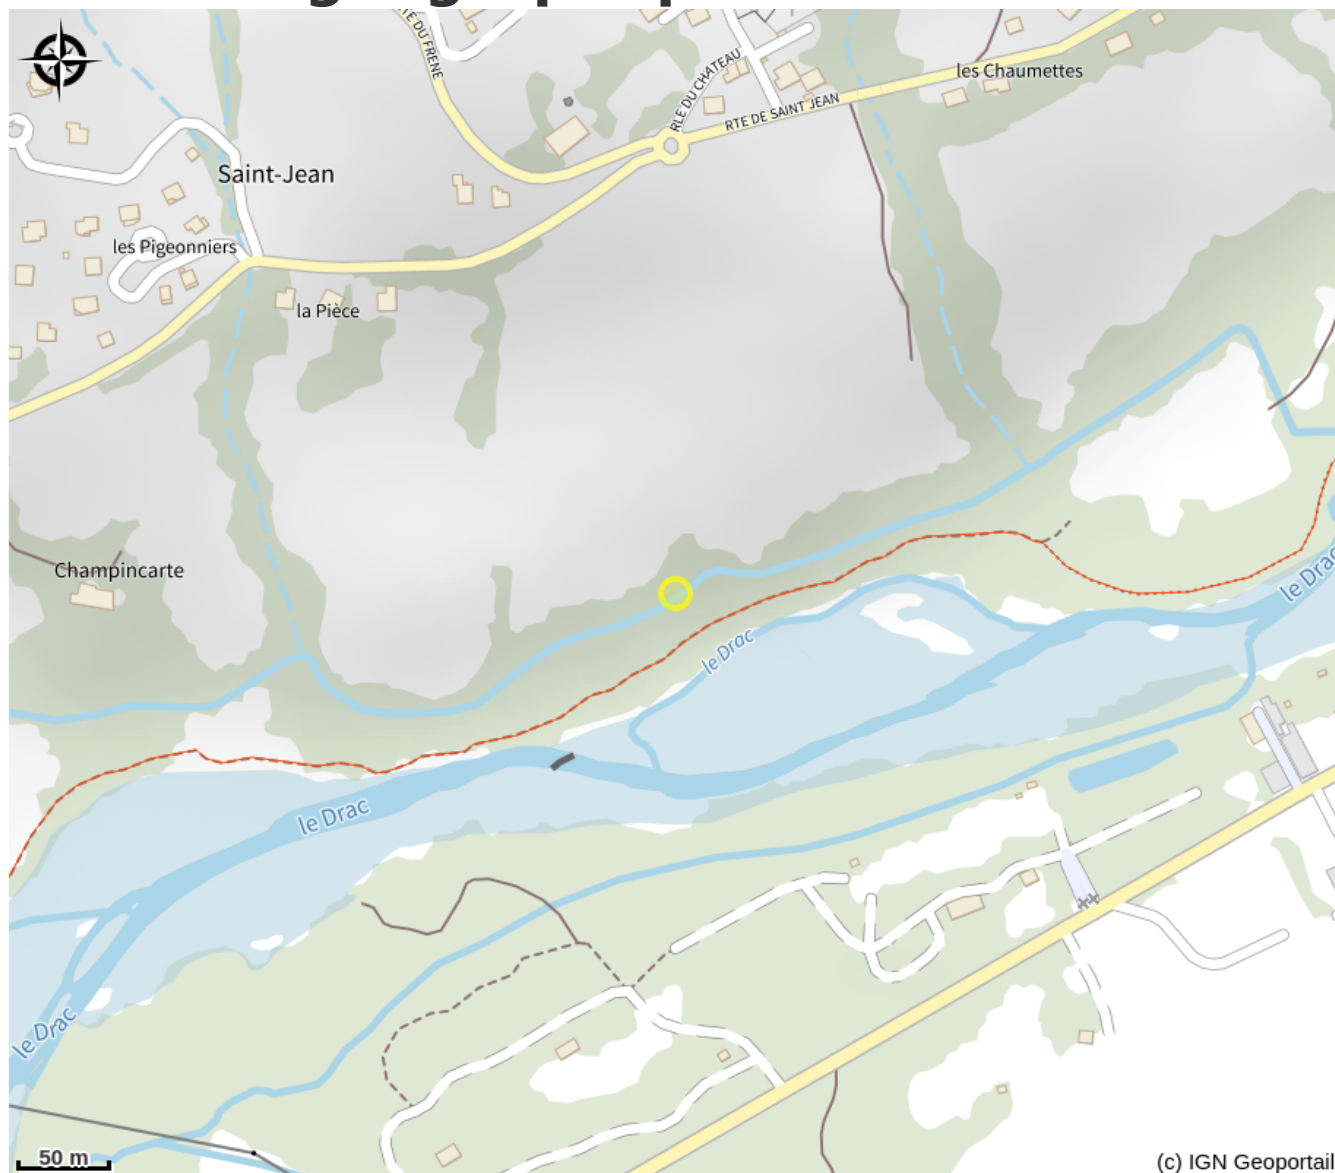 RTE DU FRENE
RLE DU CHATEAU
les Chaumettes
RTE DE SAINT JEAN
Saint-Jean
les Pigeonniers
la Pièce
Champincarte
le Drac
le Drac
le Drac
le Drac
50 m
(c) IGN Geoportail